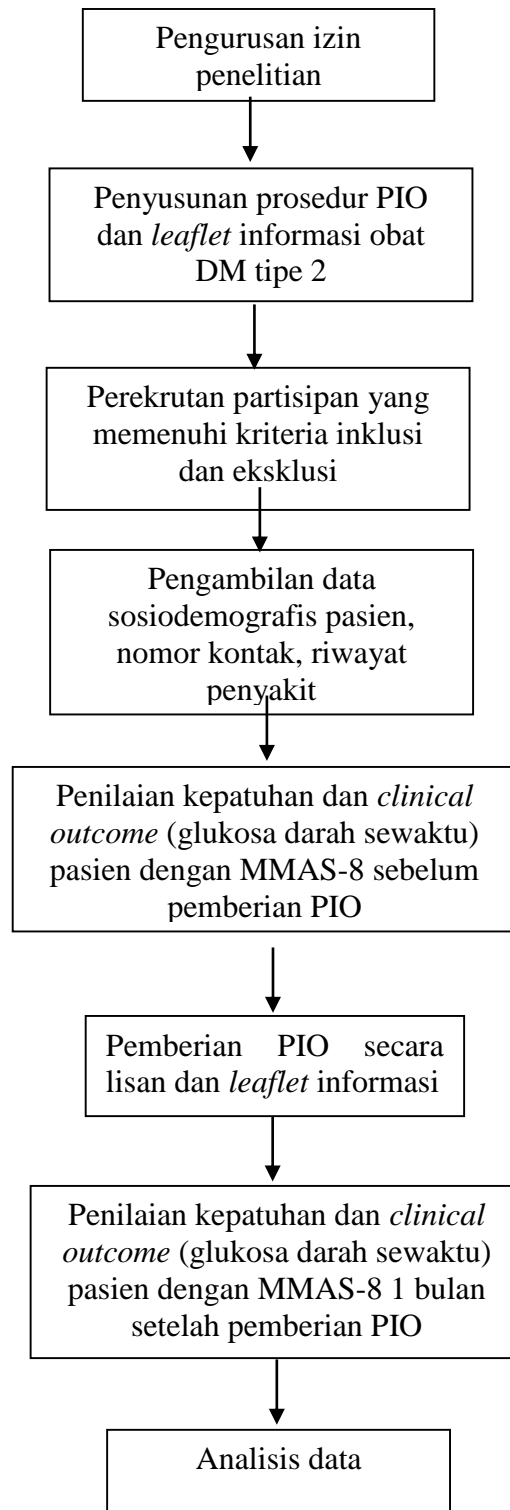 Pengurusan izin
penelitian
Penyusunan prosedur PIO
dan leaflet informasi obat
DM tipe 2
Perekrutan partisipan yang
memenuhi kriteria inklusi
dan eksklusi
Pengambilan data
sosiodemografis pasien,
nomor kontak, riwayat
penyakit
Penilaian kepatuhan dan clinical
outcome (glukosa darah sewaktu)
pasien dengan MMAS-8 sebelum
pemberian PIO
Pemberian PIO secara
lisan dan leaflet informasi
Penilaian kepatuhan dan clinical
outcome (glukosa darah sewaktu)
pasien dengan MMAS-8 1 bulan
setelah pemberian PIO
Analisis data